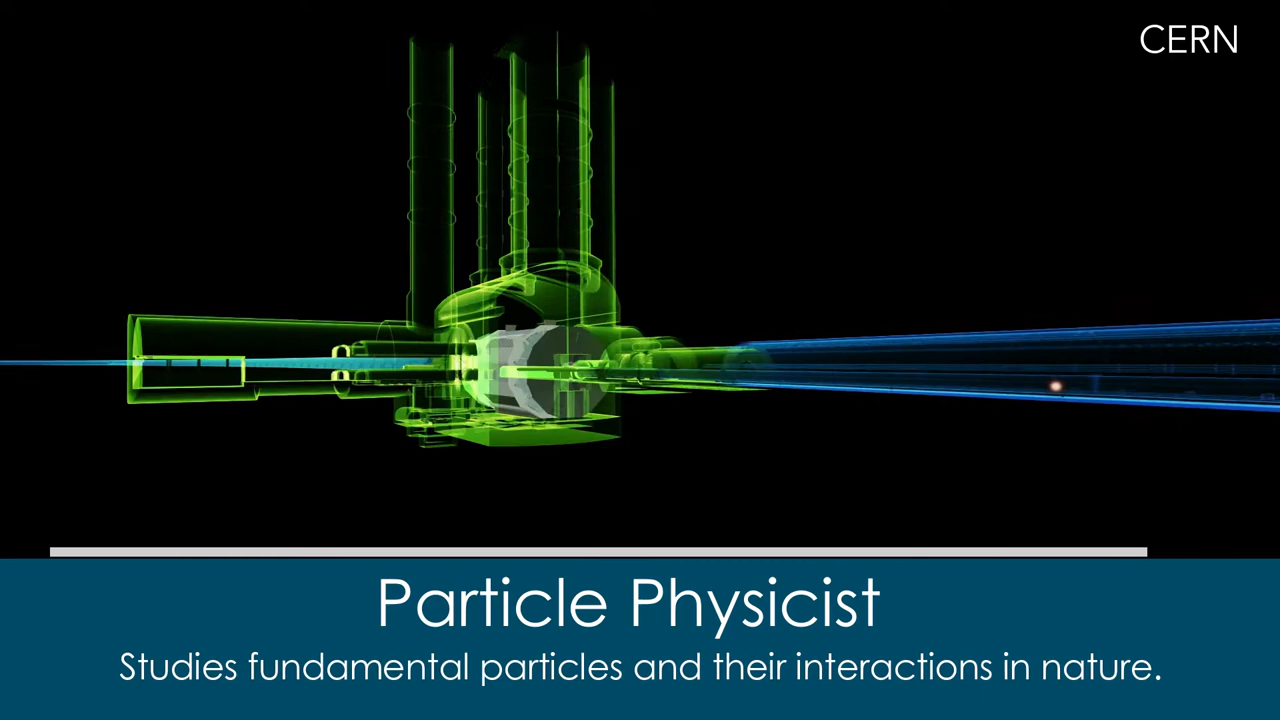 CERN
Particle Physicist
Studies fundamental particles and their interactions in nature.